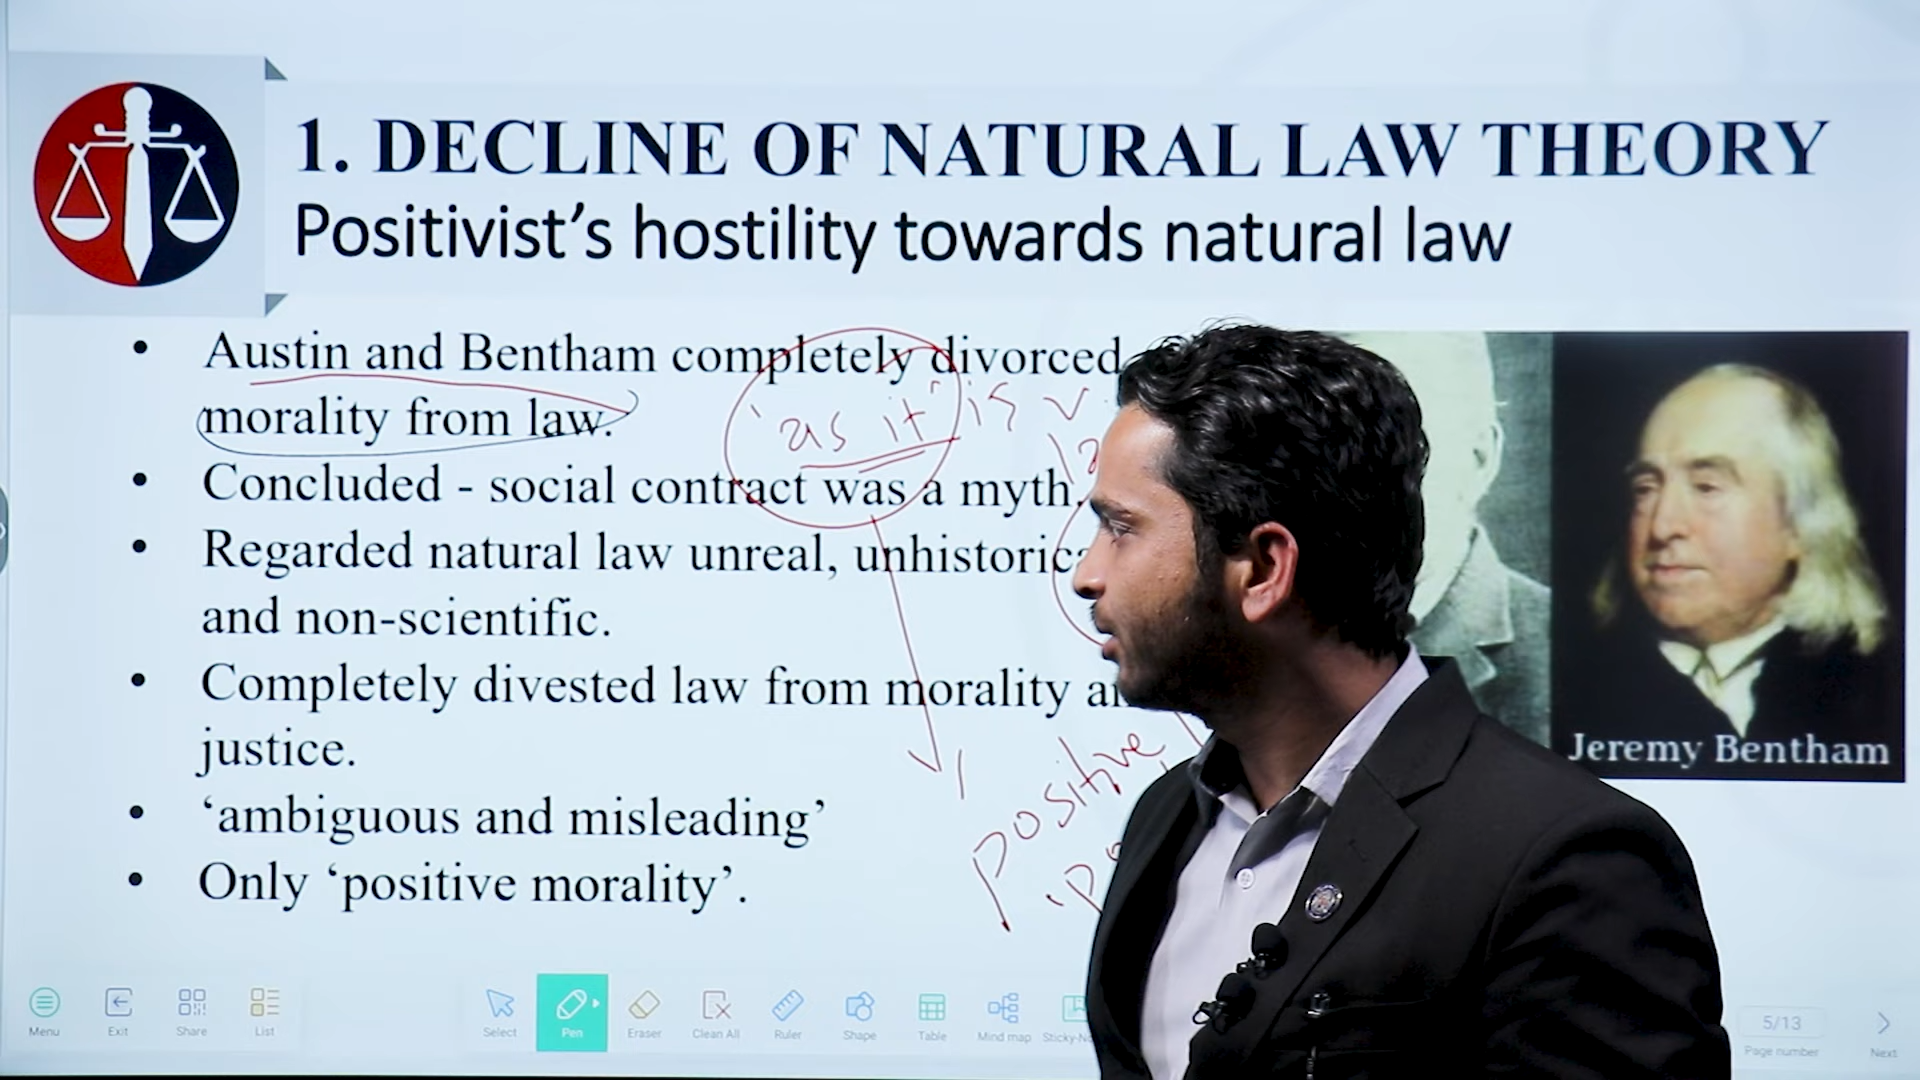 1. DECLINE OF NATURAL LAW THEORY
Positivist’s hostility towards natural law
• Austin and Bentham completely divorced
morality from law.
'as it' is
• Concluded - social contract was a myth.
• Regarded natural law unreal, unhistorica
and non-scientific.
• Completely divested law from morality
justice.
positive
• ‘ambiguous and misleading’
• Only ‘positive morality’.
Jeremy Bentham
Menu Exit Share List Select Pen Eraser Clean All Ruler Shape Table Mind map Sticky-No
5/13
Page number Next